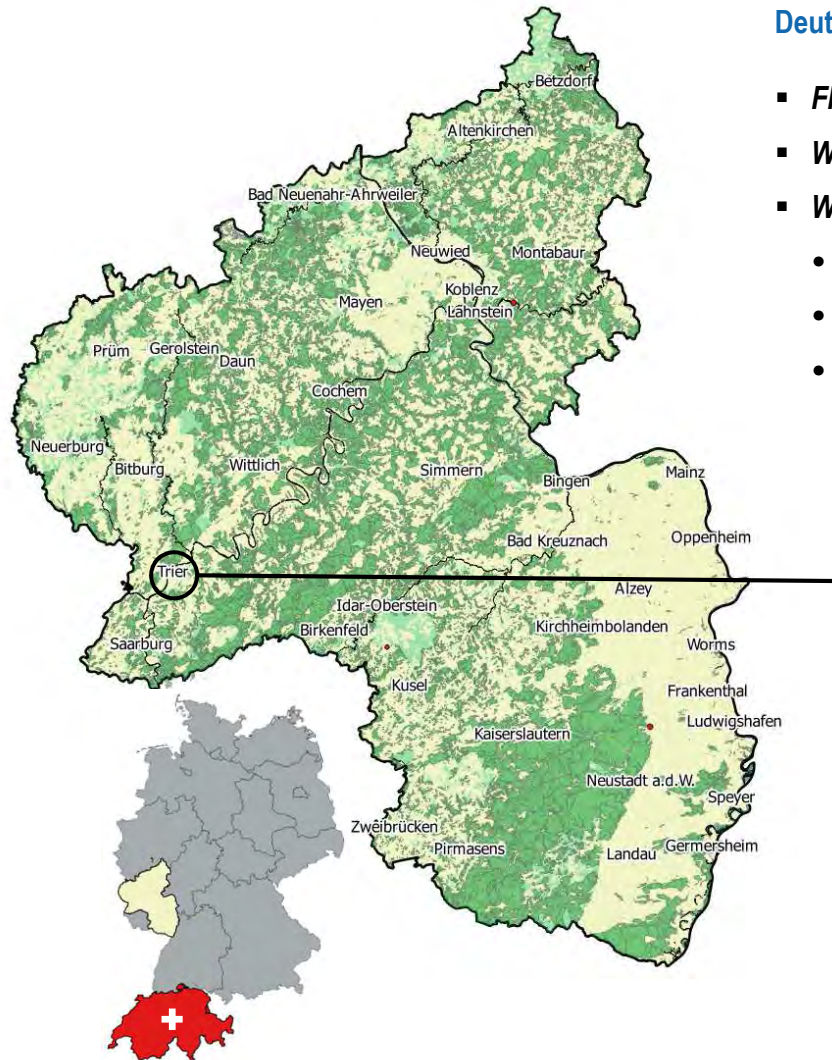 Deut
Betzdorf
▪ Fl
Altenkirchen
▪ W
Bad Neuenahr-Ahrweiler
▪ W
Neuwied
Montabaur
•
Koblenz
Mayen
Lahnstein
•
Prüm
Gerolstein
Daun
•
Cochem
Neuerburg
Bitburg
Wittlich
Simmern
Bingen
Mainz
Bad Kreuznach
Oppenheim
Trier
Alzey
Idar-Oberstein
Birkenfeld
Kirchheimbolanden
Saarburg
Worms
Kusel
Frankenthal
Ludwigshafen
Kaiserslautern
Neustadt a.d.W.
Speyer
Zweibrücken
Pirmasens
Landau
Germersheim